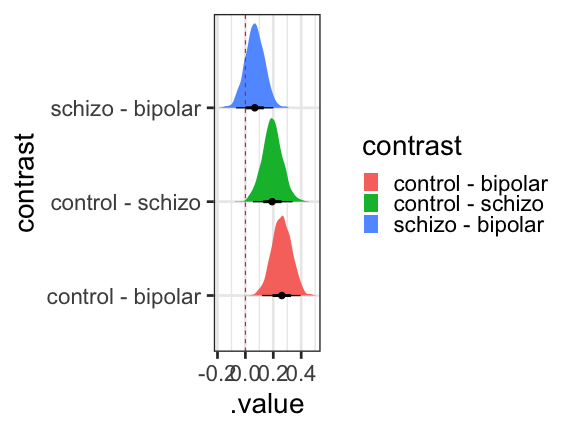 contrast
schizo - bipolar
control - schizo
control - bipolar
-0.2 0.0 0.2 0.4
.value
contrast
control - bipolar
control - schizo
schizo - bipolar